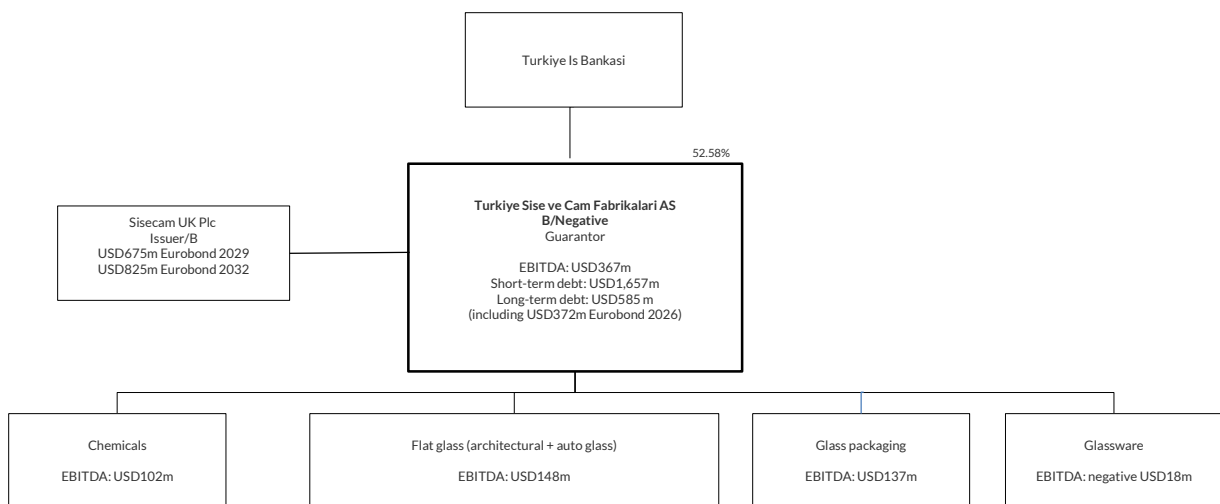 Turkiye Is Bankasi
52.58%
Turkiye Sise ve Cam Fabrikalari AS
B/Negative
Guarantor
EBITDA: USD367m
Short-term debt: USD1,657m
Long-term debt: USD585 m
(including USD372m Eurobond 2026)
Sisecam UK Plc
Issuer/B
USD675m Eurobond 2029
USD825m Eurobond 2032
Chemicals
EBITDA: USD102m
Flat glass (architectural + auto glass)
EBITDA: USD148m
Glass packaging
EBITDA: USD137m
Glassware
EBITDA: negative USD18m